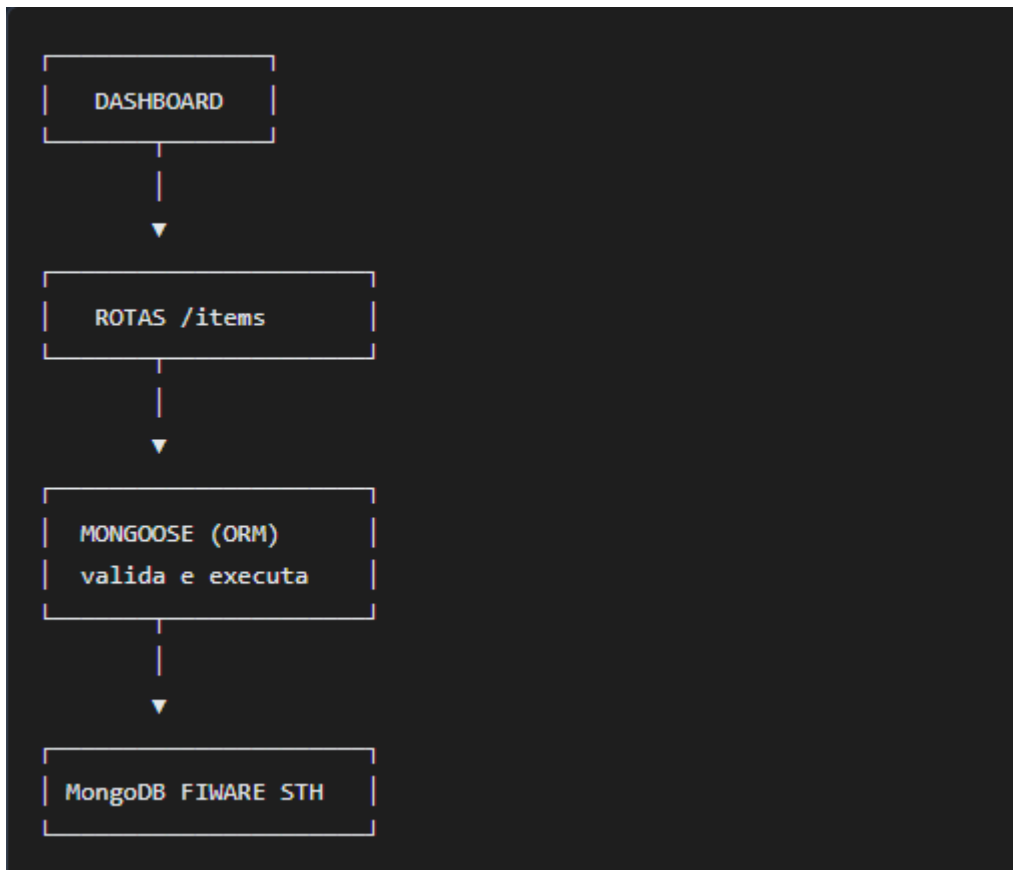 DASHBOARD
ROTAS /items
MONGOOSE (ORM)
valida e executa
MongoDB FIWARE STH